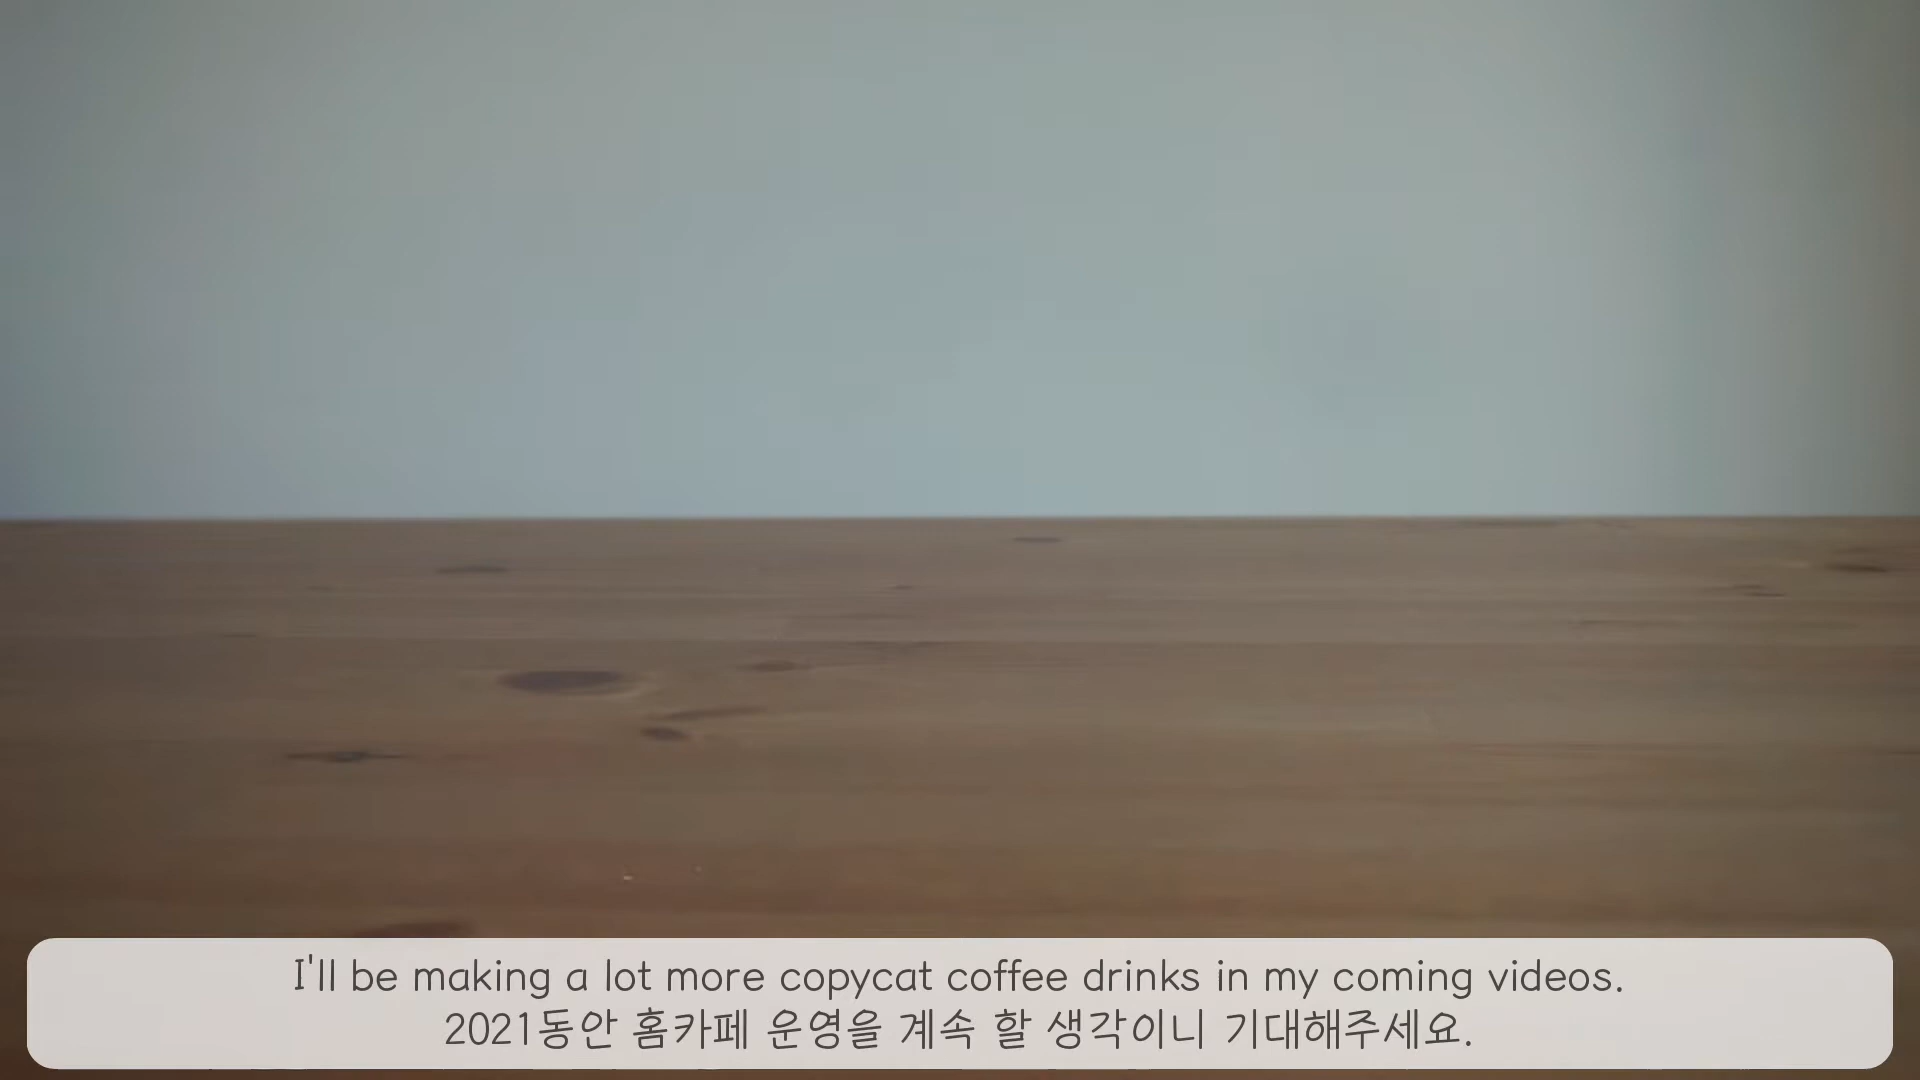 I'll be making a lot more copycat coffee drinks in my coming videos.
2021동안 홈카페 운영을 계속 할 생각이니 기대해주세요.